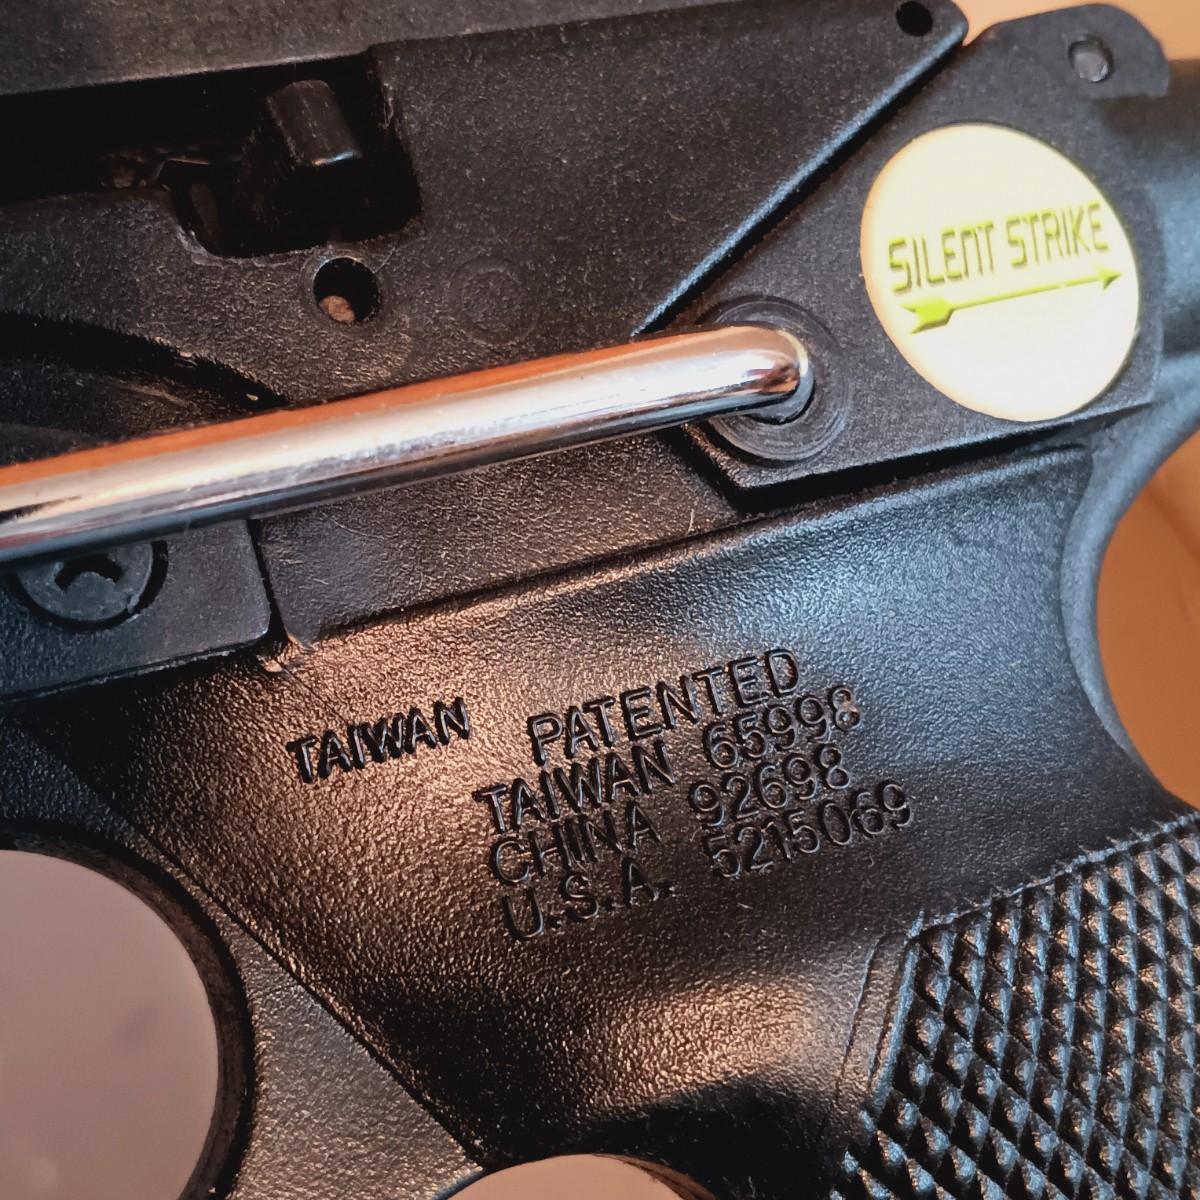 SILENT STRIKE
TAIWAN
PATENTED
TAIWAN 65998
CHINA 92698
U.S.A. 5215069